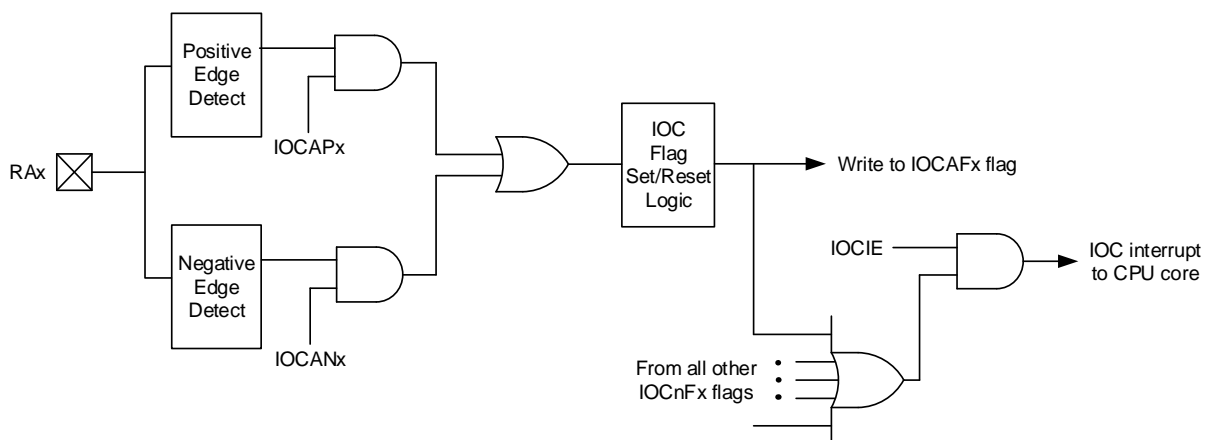 Positive
Edge
Detect
IOCAPx
RAx
IOC
Flag
Set/Reset
Logic
Write to IOCAFx flag
Negative
Edge
Detect
IOCANx
IOCIE
IOC interrupt
to CPU core
From all other
IOCnFx flags